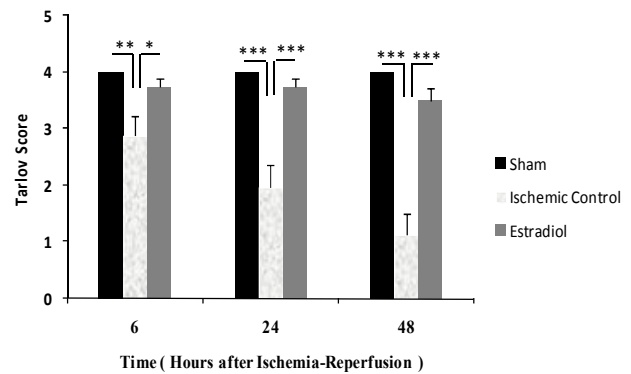 5
4
3
2
1
0
Tarlov Score
** *
*** ***
*** ***
Sham
Ischemic Control
Estradiol
6 24 48
Time ( Hours after Ischemia-Reperfusion )